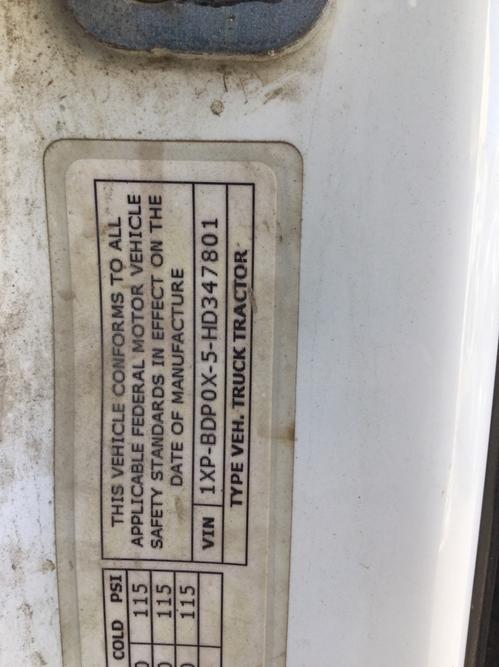 THIS VEHICLE CONFORMS TO ALL
APPLICABLE FEDERAL MOTOR VEHICLE
SAFETY STANDARDS IN EFFECT ON THE
DATE OF MANUFACTURE
VIN 1XP-BDP0X-5-HD347801
TYPE VEH. TRUCK TRACTOR
COLD PSI
115
115
115